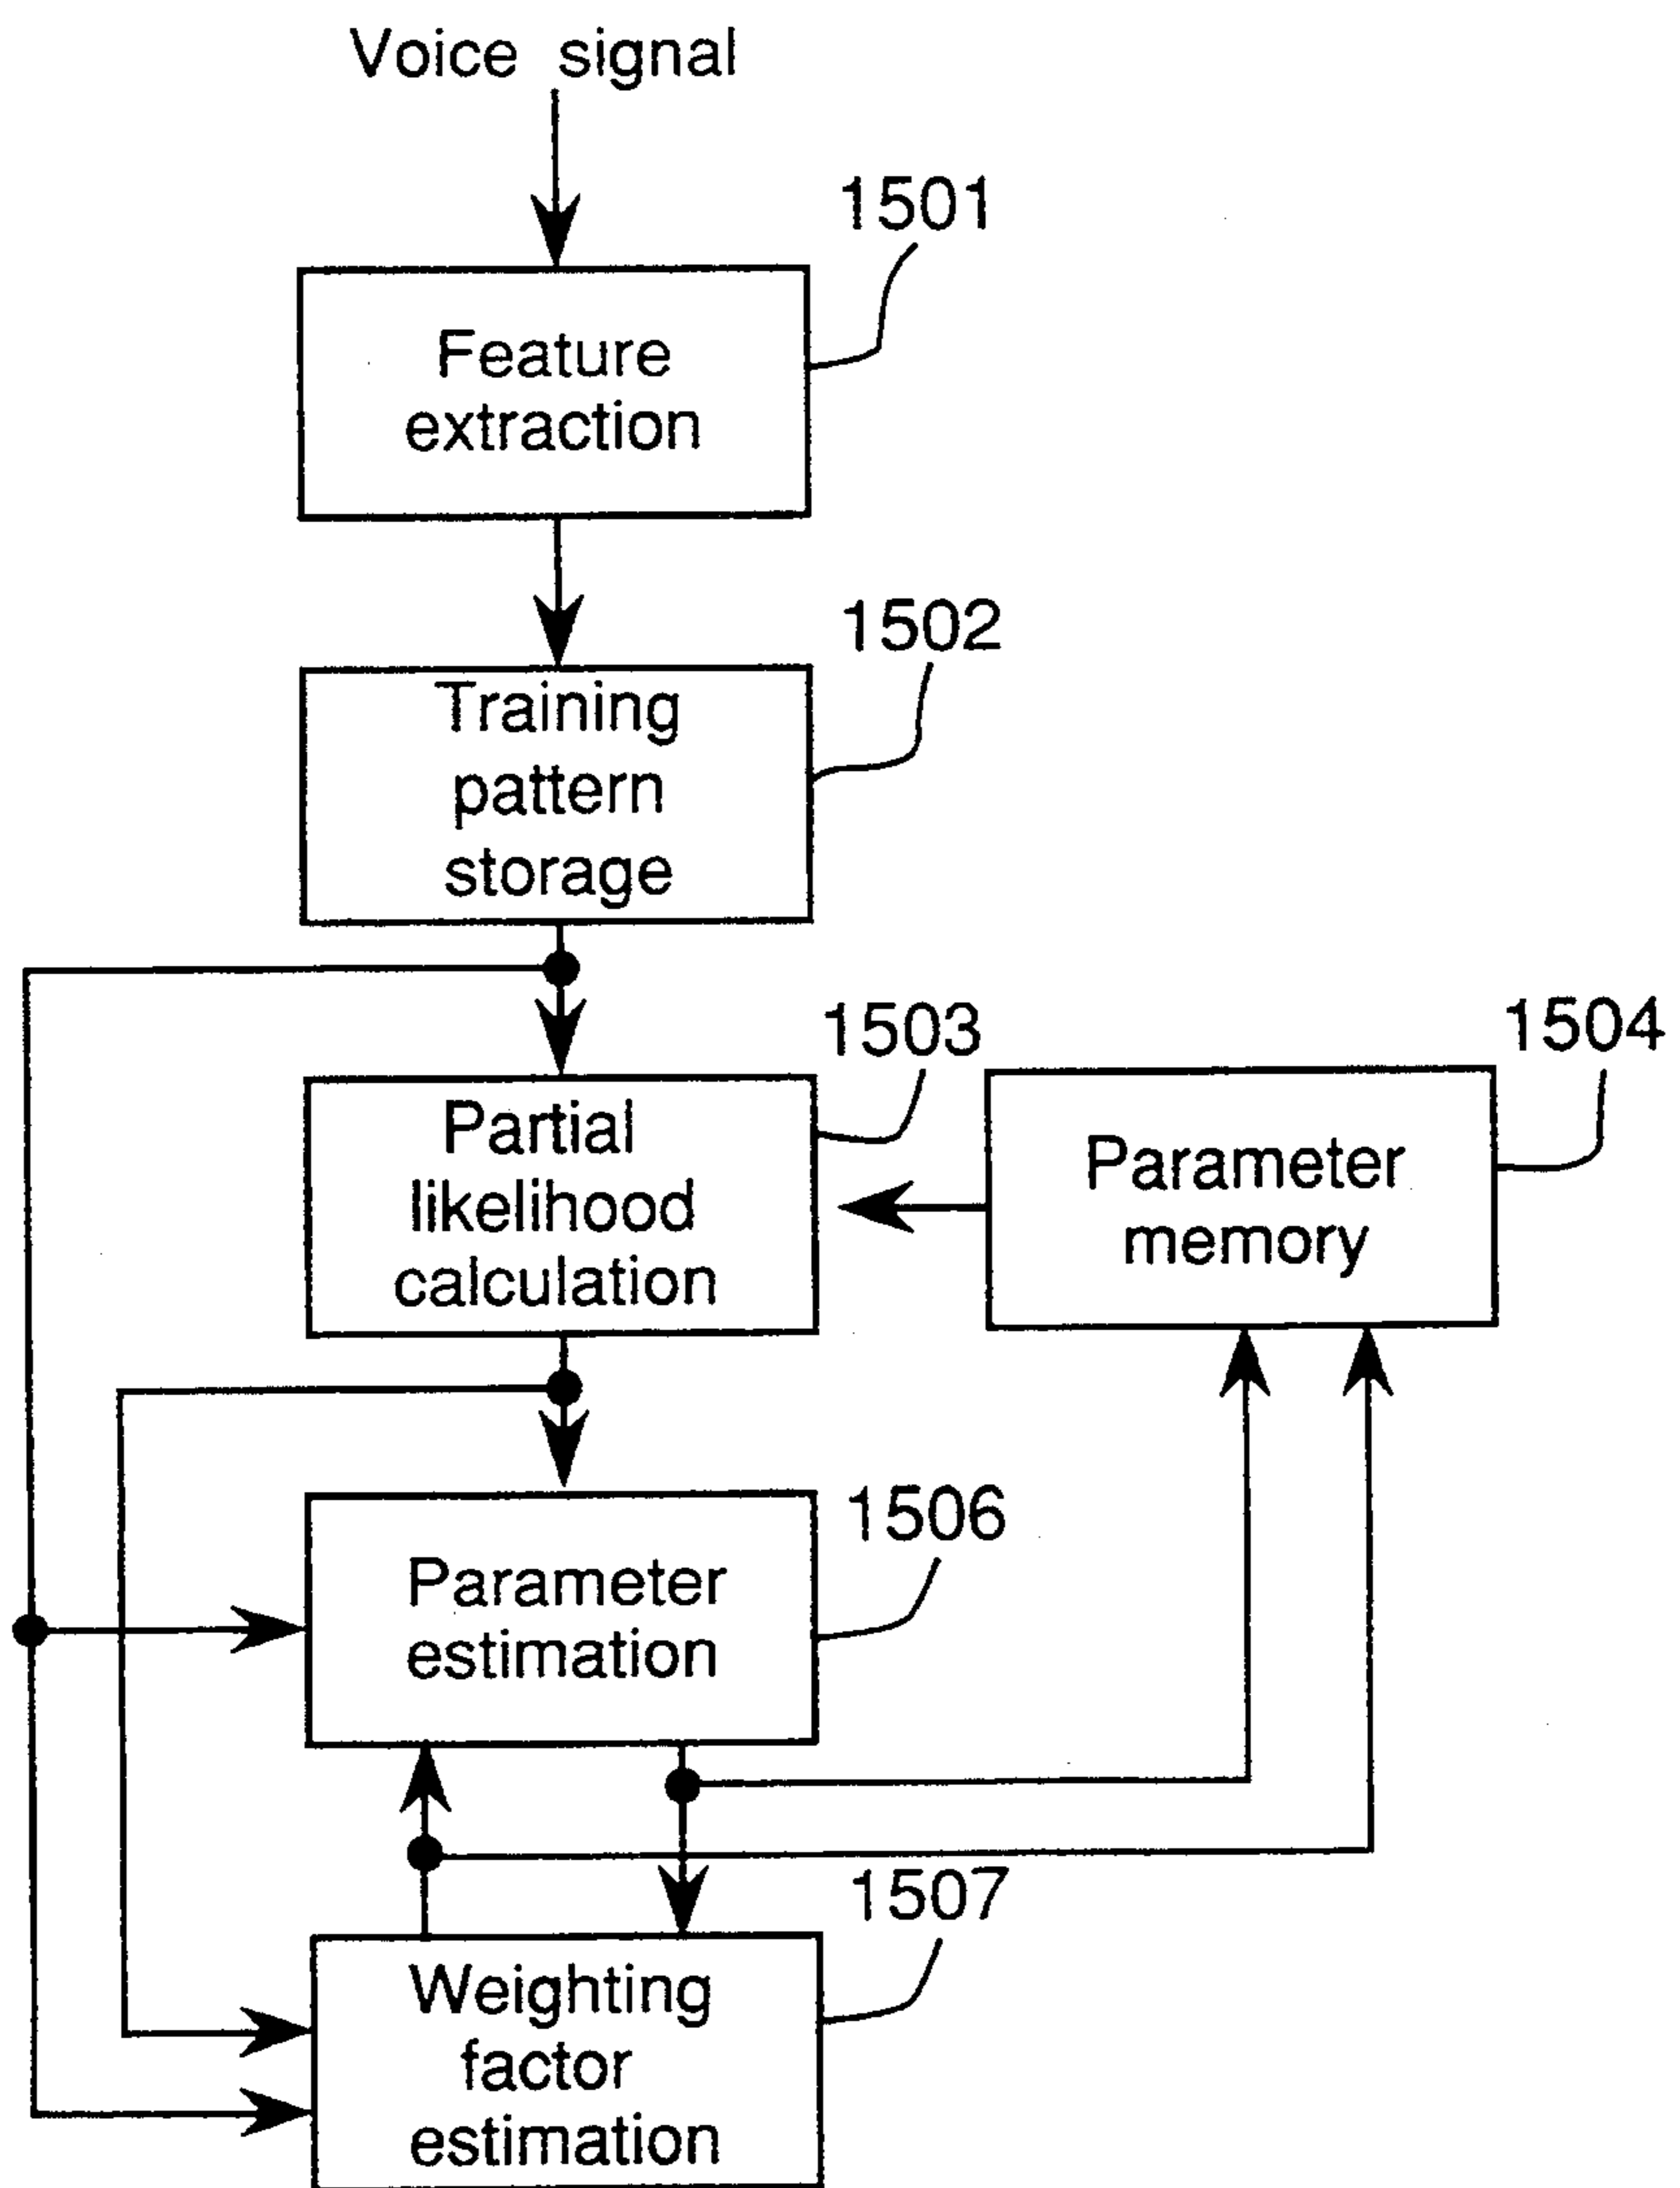 Voice signal
1501
Feature
extraction
1502
Training
pattern
storage
1503
1504
Partial
likelihood
calculation
Parameter
memory
1506
Parameter
estimation
1507
Weighting
factor
estimation